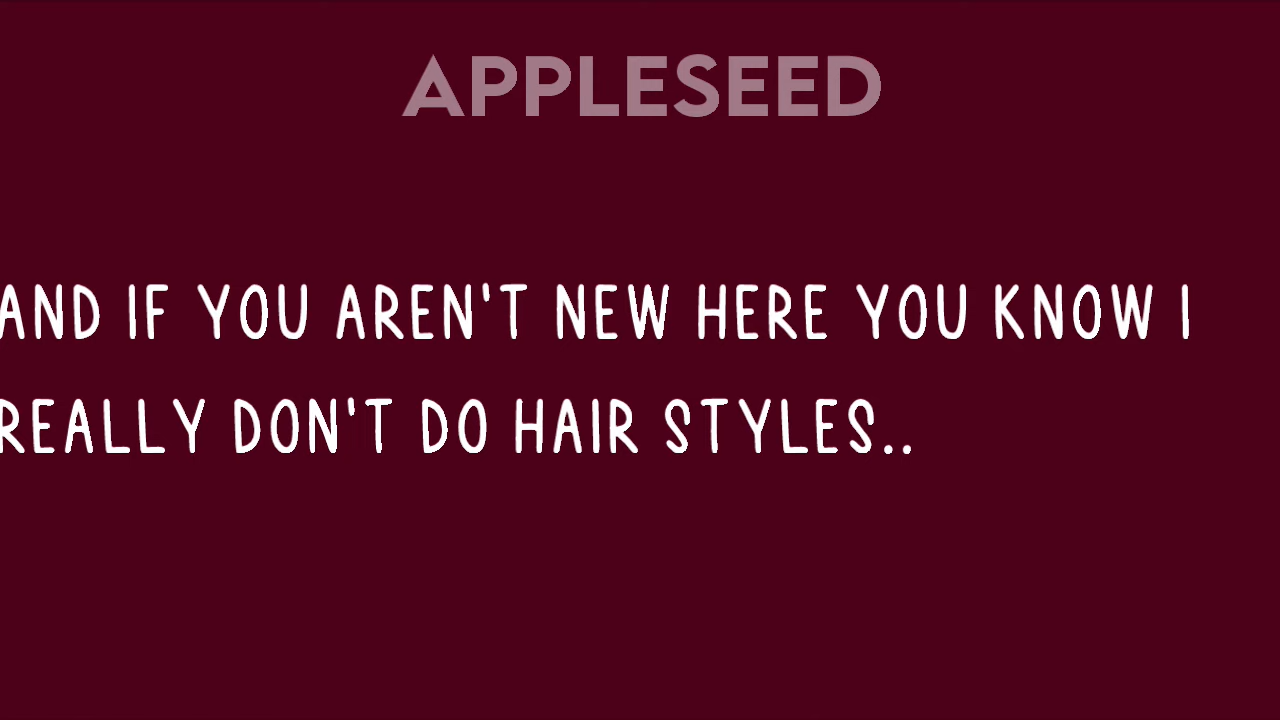 APPLESEED
AND IF YOU AREN'T NEW HERE YOU KNOW I
REALLY DON'T DO HAIR STYLES..